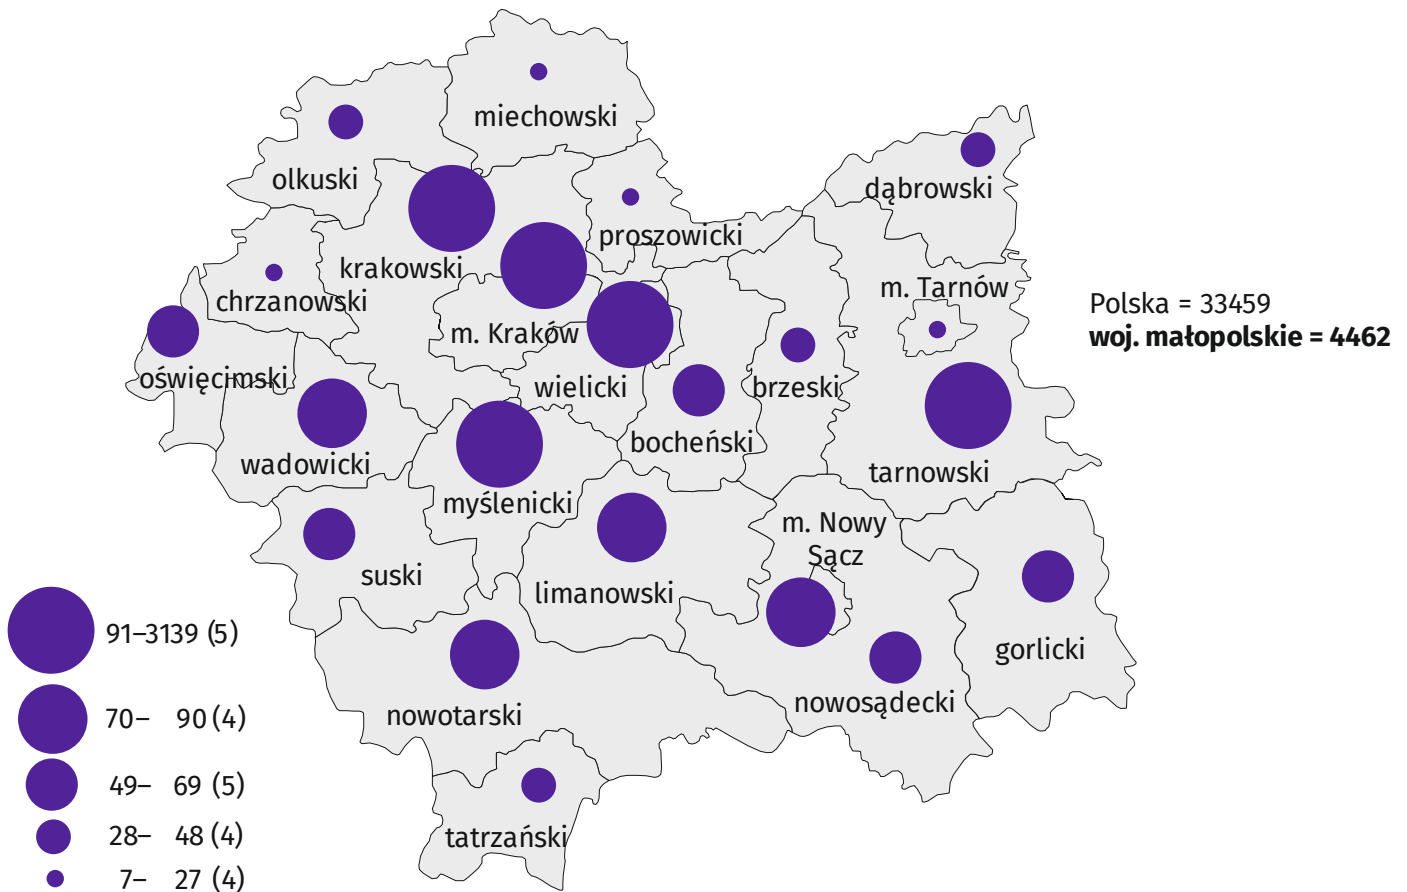 miechowski
olkuski
dąbrowski
proszowicki
krakowski
chrzanowski
m. Tarnów
Polska = 33459
woj. małopolskie = 4462
m. Kraków
oświęcimski
wielicki
brzeski
bocheński
wadowicki
tarnowski
myślenicki
m. Nowy
Sącz
suski
limanowski
91–3139 (5)
gorlicki
nowosądecki
70– 90 (4)
nowotarski
49– 69 (5)
28– 48 (4)
tatrzański
7– 27 (4)